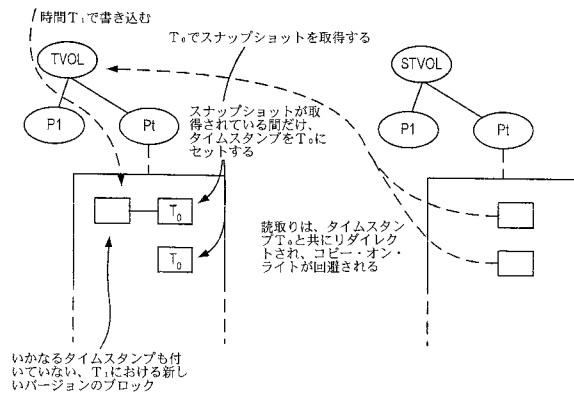 時間T₁で書き込む
T₀でスナップショットを取得する
TVOL
STVOL
スナップショットが取
得されている間だけ、
タイムスタンプをT₀に
セットする
P1
Pt
P1
Pt
T₀
T₀
読取りは、タイムスタン
プT₀と共にリダイレク
トされ、コピー・オン・
ライトが回避される
いかなるタイムスタンプも付
いていない、T₁における新し
いバージョンのブロック